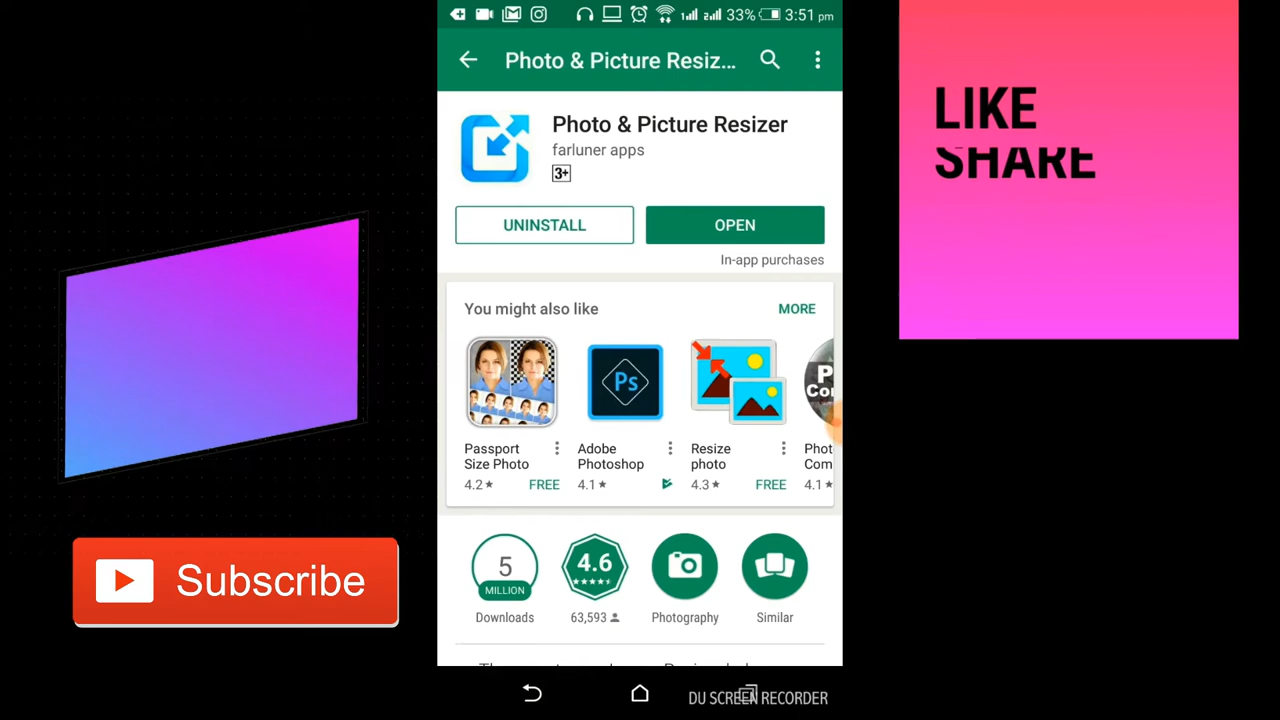 33% 3:51 pm
Photo & Picture Resiz...
LIKE
SHARE
Photo & Picture Resizer
farluner apps
3+
UNINSTALL
OPEN
In-app purchases
You might also like
MORE
Ps
P
Cor
Passport
Size Photo
4.2 ★ FREE
Adobe
Photoshop
4.1 ★
Resize
photo
4.3 ★ FREE
Phot
Com
4.1 ★
Subscribe
5
MILLION
Downloads
4.6
★★★★★
63,593
Photography
Similar
DU SCREEN RECORDER